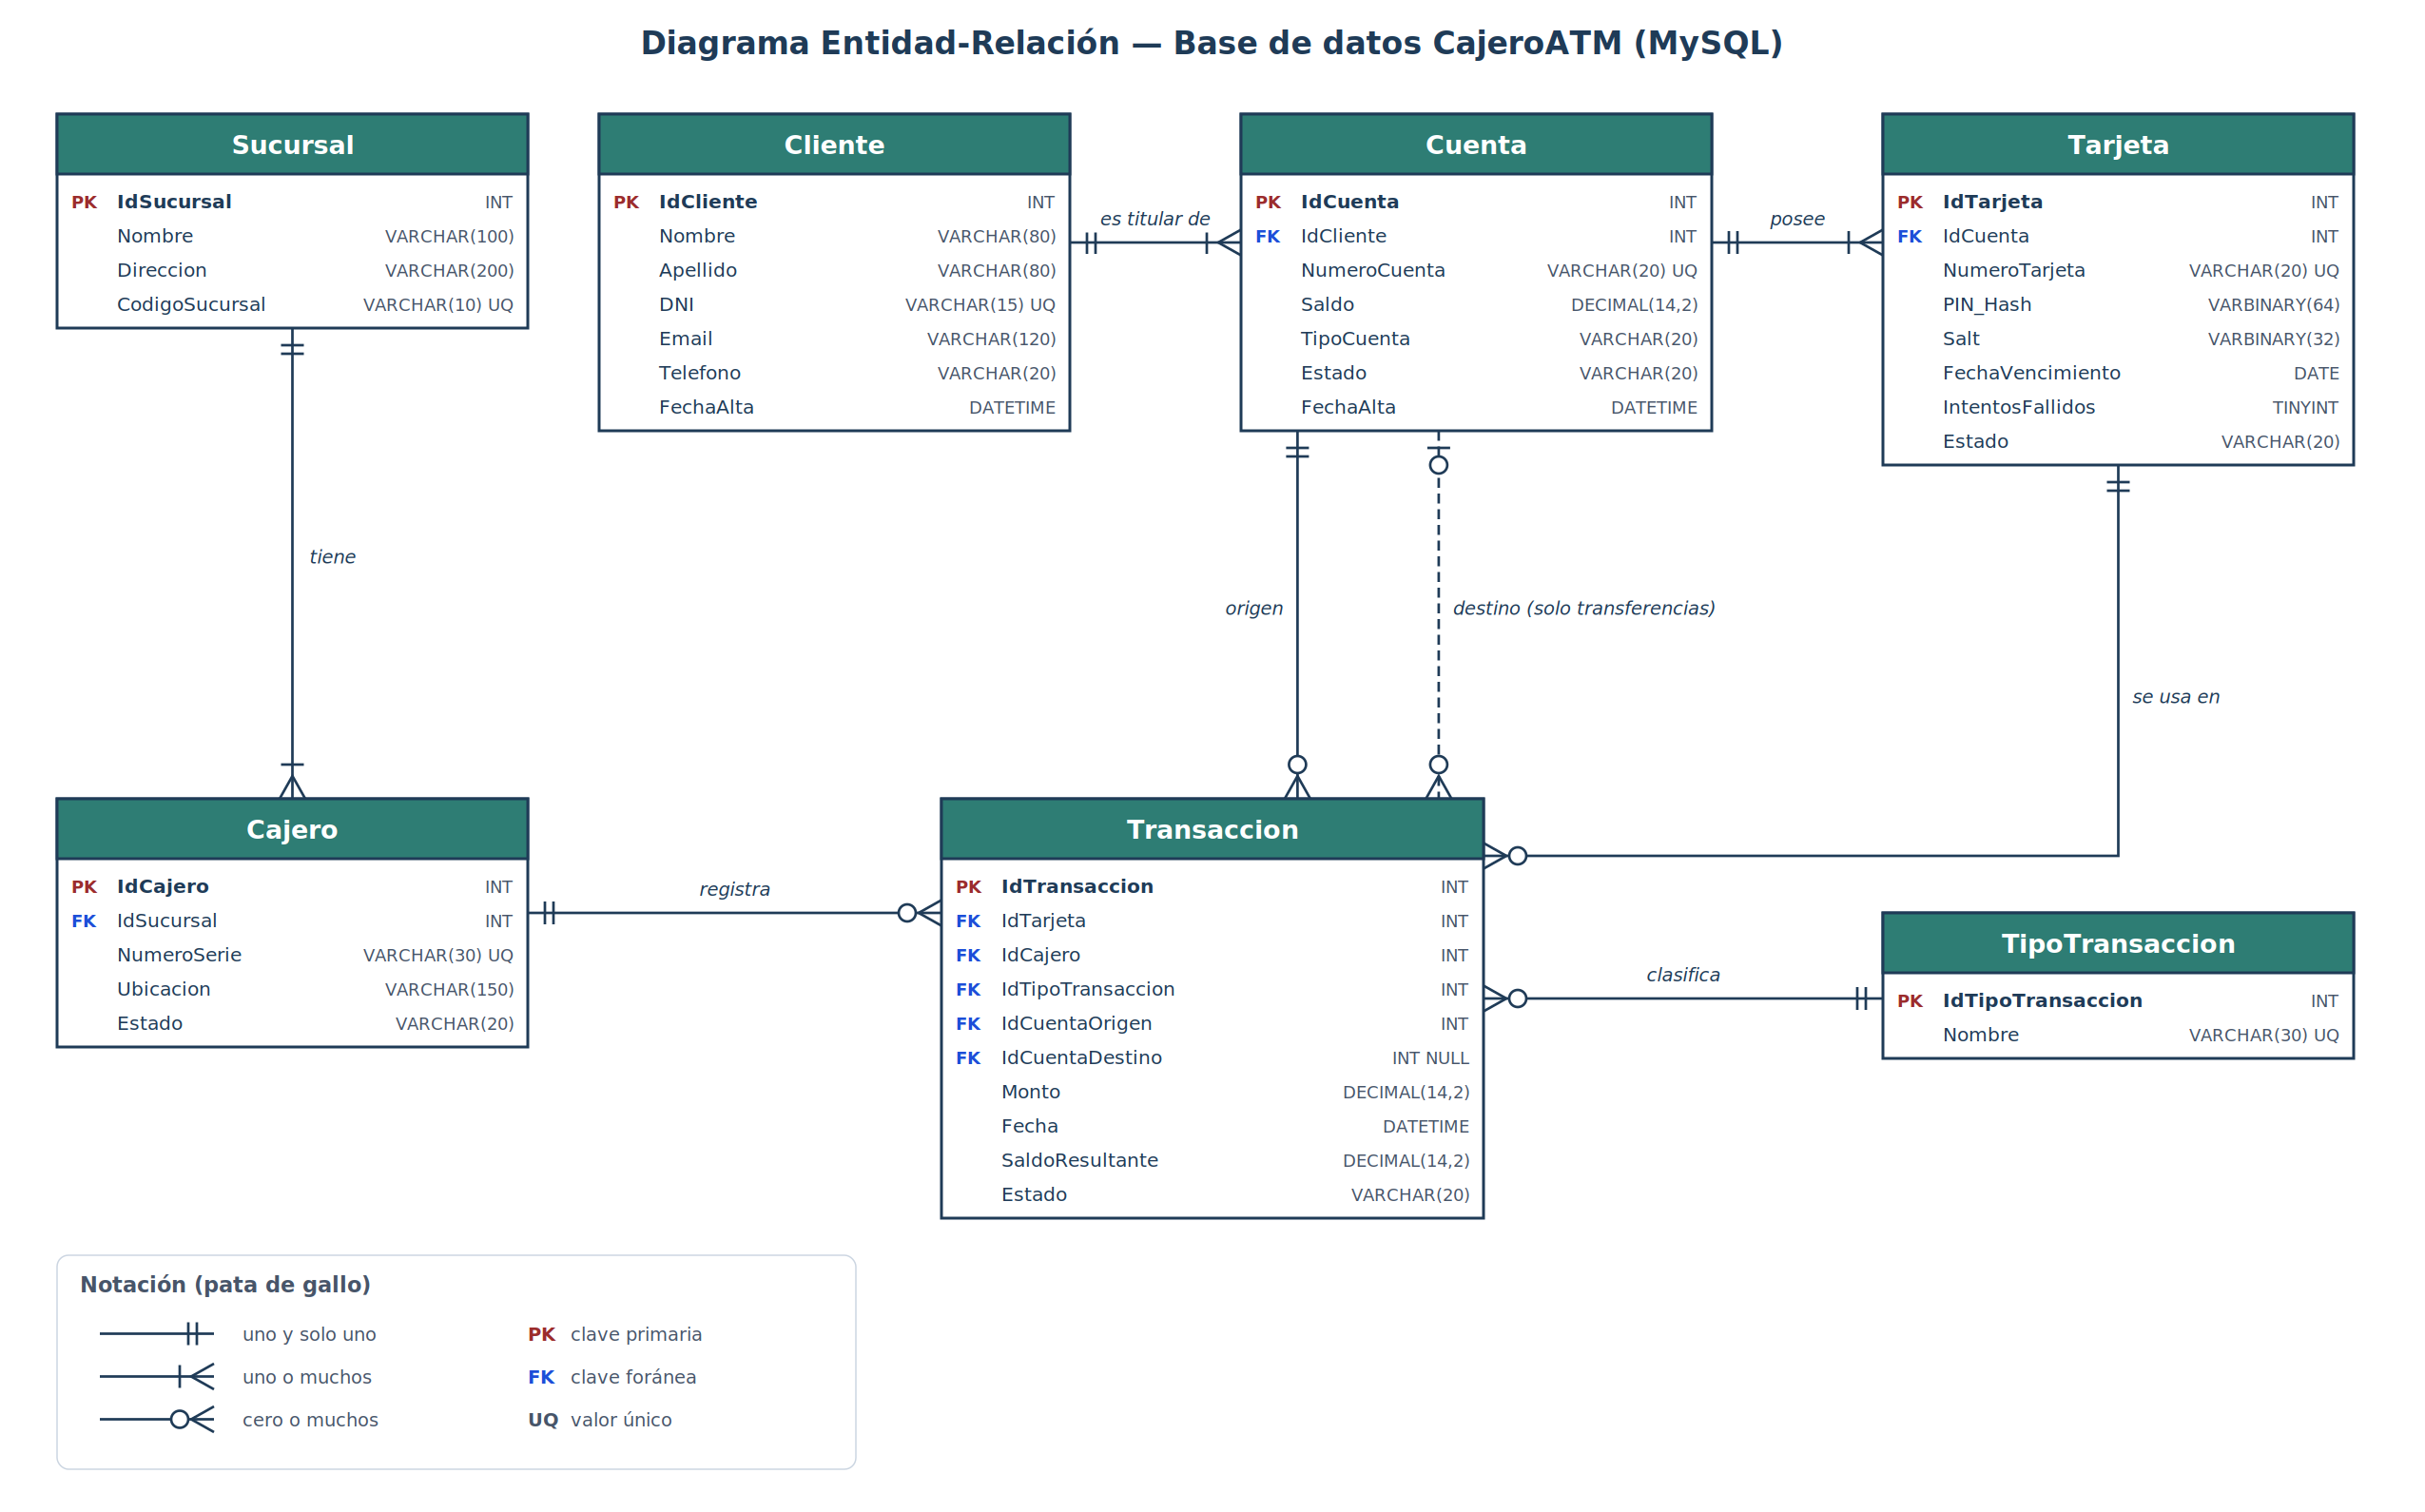 Diagrama Entidad-Relación — Base de datos CajeroATM (MySQL)
Sucursal
PK IdSucursal INT
Nombre VARCHAR(100)
Direccion VARCHAR(200)
CodigoSucursal VARCHAR(10) UQ
Cliente
PK IdCliente INT
Nombre VARCHAR(80)
Apellido VARCHAR(80)
DNI VARCHAR(15) UQ
Email VARCHAR(120)
Telefono VARCHAR(20)
FechaAlta DATETIME
es titular de
Cuenta
PK IdCuenta INT
FK IdCliente INT
NumeroCuenta VARCHAR(20) UQ
Saldo DECIMAL(14,2)
TipoCuenta VARCHAR(20)
Estado VARCHAR(20)
FechaAlta DATETIME
posee
Tarjeta
PK IdTarjeta INT
FK IdCuenta INT
NumeroTarjeta VARCHAR(20) UQ
PIN_Hash VARBINARY(64)
Salt VARBINARY(32)
FechaVencimiento DATE
IntentosFallidos TINYINT
Estado VARCHAR(20)
tiene
origen
destino (solo transferencias)
se usa en
Cajero
PK IdCajero INT
FK IdSucursal INT
NumeroSerie VARCHAR(30) UQ
Ubicacion VARCHAR(150)
Estado VARCHAR(20)
registra
Transaccion
PK IdTransaccion INT
FK IdTarjeta INT
FK IdCajero INT
FK IdTipoTransaccion INT
FK IdCuentaOrigen INT
FK IdCuentaDestino INT NULL
Monto DECIMAL(14,2)
Fecha DATETIME
SaldoResultante DECIMAL(14,2)
Estado VARCHAR(20)
clasifica
TipoTransaccion
PK IdTipoTransaccion INT
Nombre VARCHAR(30) UQ
Notación (pata de gallo)
uno y solo uno PK clave primaria
uno o muchos FK clave foránea
cero o muchos UQ valor único